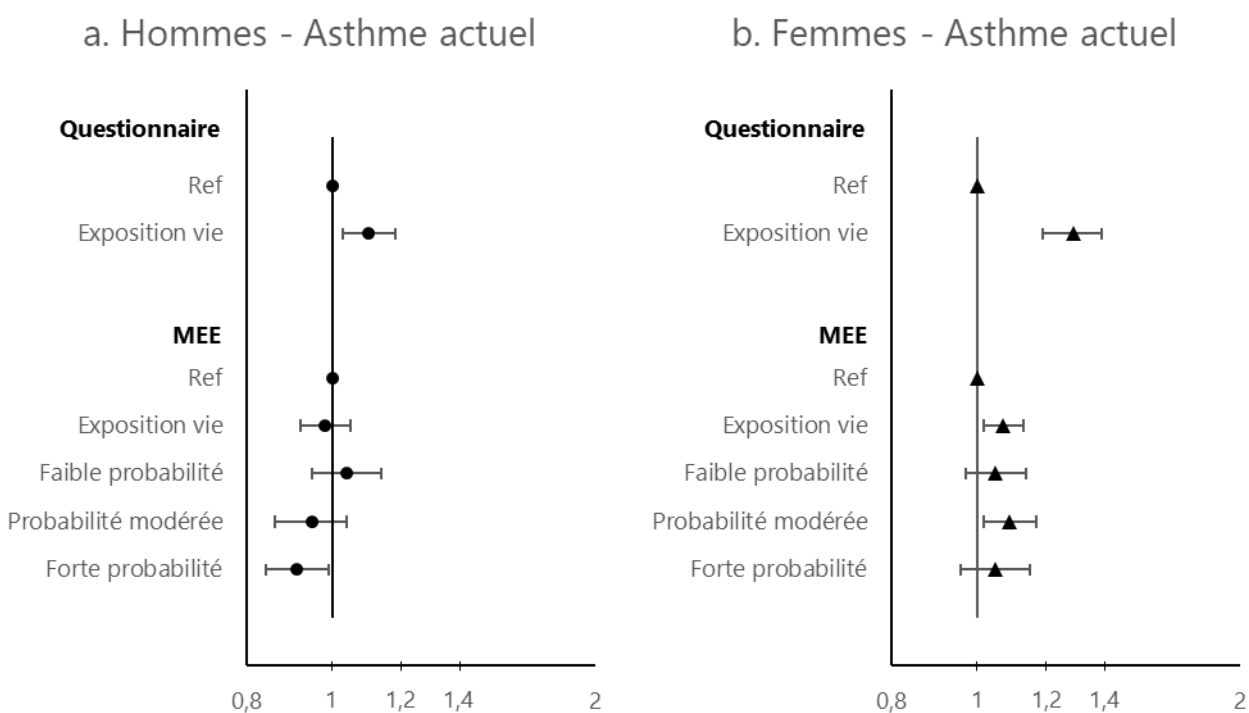 a. Hommes - Asthme actuel
Questionnaire
Ref
Exposition vie
MEE
Ref
Exposition vie
Faible probabilité
Probabilité modérée
Forte probabilité
0,8 1 1,2 1,4 2
b. Femmes - Asthme actuel
Questionnaire
Ref
Exposition vie
MEE
Ref
Exposition vie
Faible probabilité
Probabilité modérée
Forte probabilité
0,8 1 1,2 1,4 2